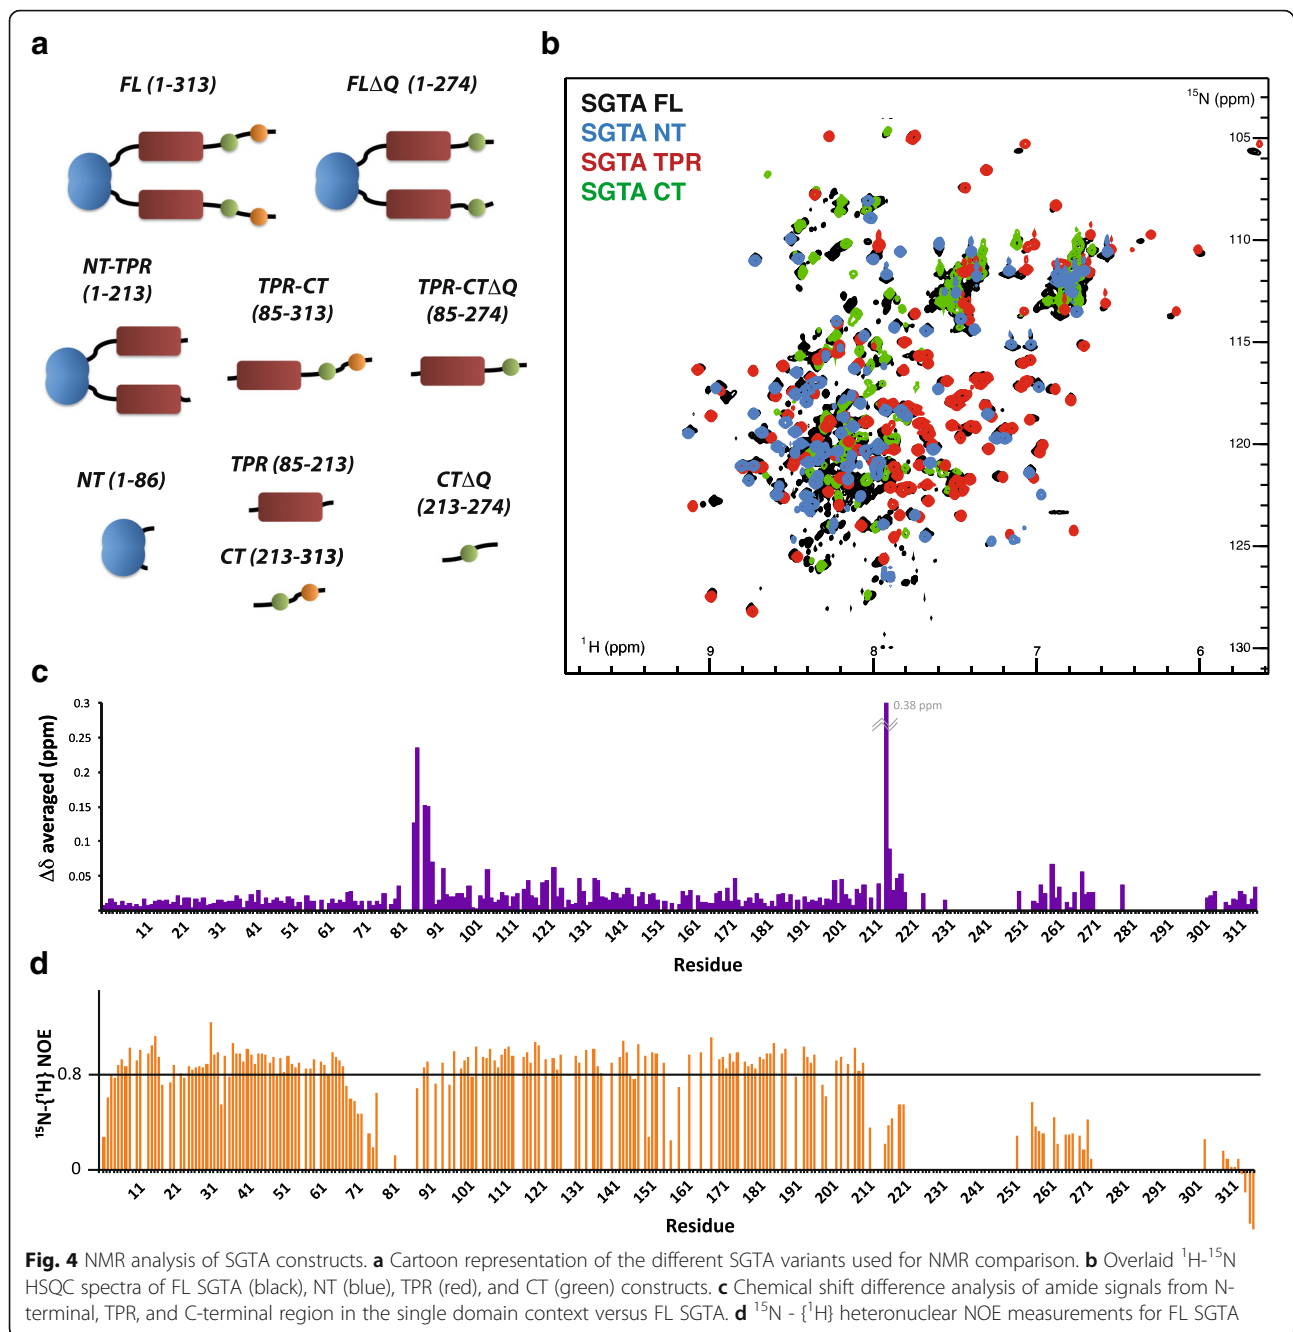 a
FL (1-313)
FLΔQ (1-274)
NT-TPR
(1-213)
TPR-CT
(85-313)
TPR-CTΔQ
(85-274)
NT (1-86)
TPR (85-213)
CTΔQ
(213-274)
CT (213-313)
b
SGTA FL
SGTA NT
SGTA TPR
SGTA CT
¹⁵N (ppm)
105
110
115
120
125
130
¹H (ppm)
9 8 7 6
c
Δδ averaged (ppm)
0.3
0.25
0.2
0.15
0.1
0.05
0.38 ppm
11 21 31 41 51 61 71 81 91 101 111 121 131 141 151 161 171 181 191 201 211 221 231 241 251 261 271 281 291 301 311
Residue
d
¹⁵N-{¹H} NOE
0.8
0
11 21 31 41 51 61 71 81 91 101 111 121 131 141 151 161 171 181 191 201 211 221 231 241 251 261 271 281 291 301 311
Residue
Fig. 4 NMR analysis of SGTA constructs. a Cartoon representation of the different SGTA variants used for NMR comparison. b Overlaid ¹H-¹⁵N
HSQC spectra of FL SGTA (black), NT (blue), TPR (red), and CT (green) constructs. c Chemical shift difference analysis of amide signals from N-
terminal, TPR, and C-terminal region in the single domain context versus FL SGTA. d ¹⁵N - {¹H} heteronuclear NOE measurements for FL SGTA